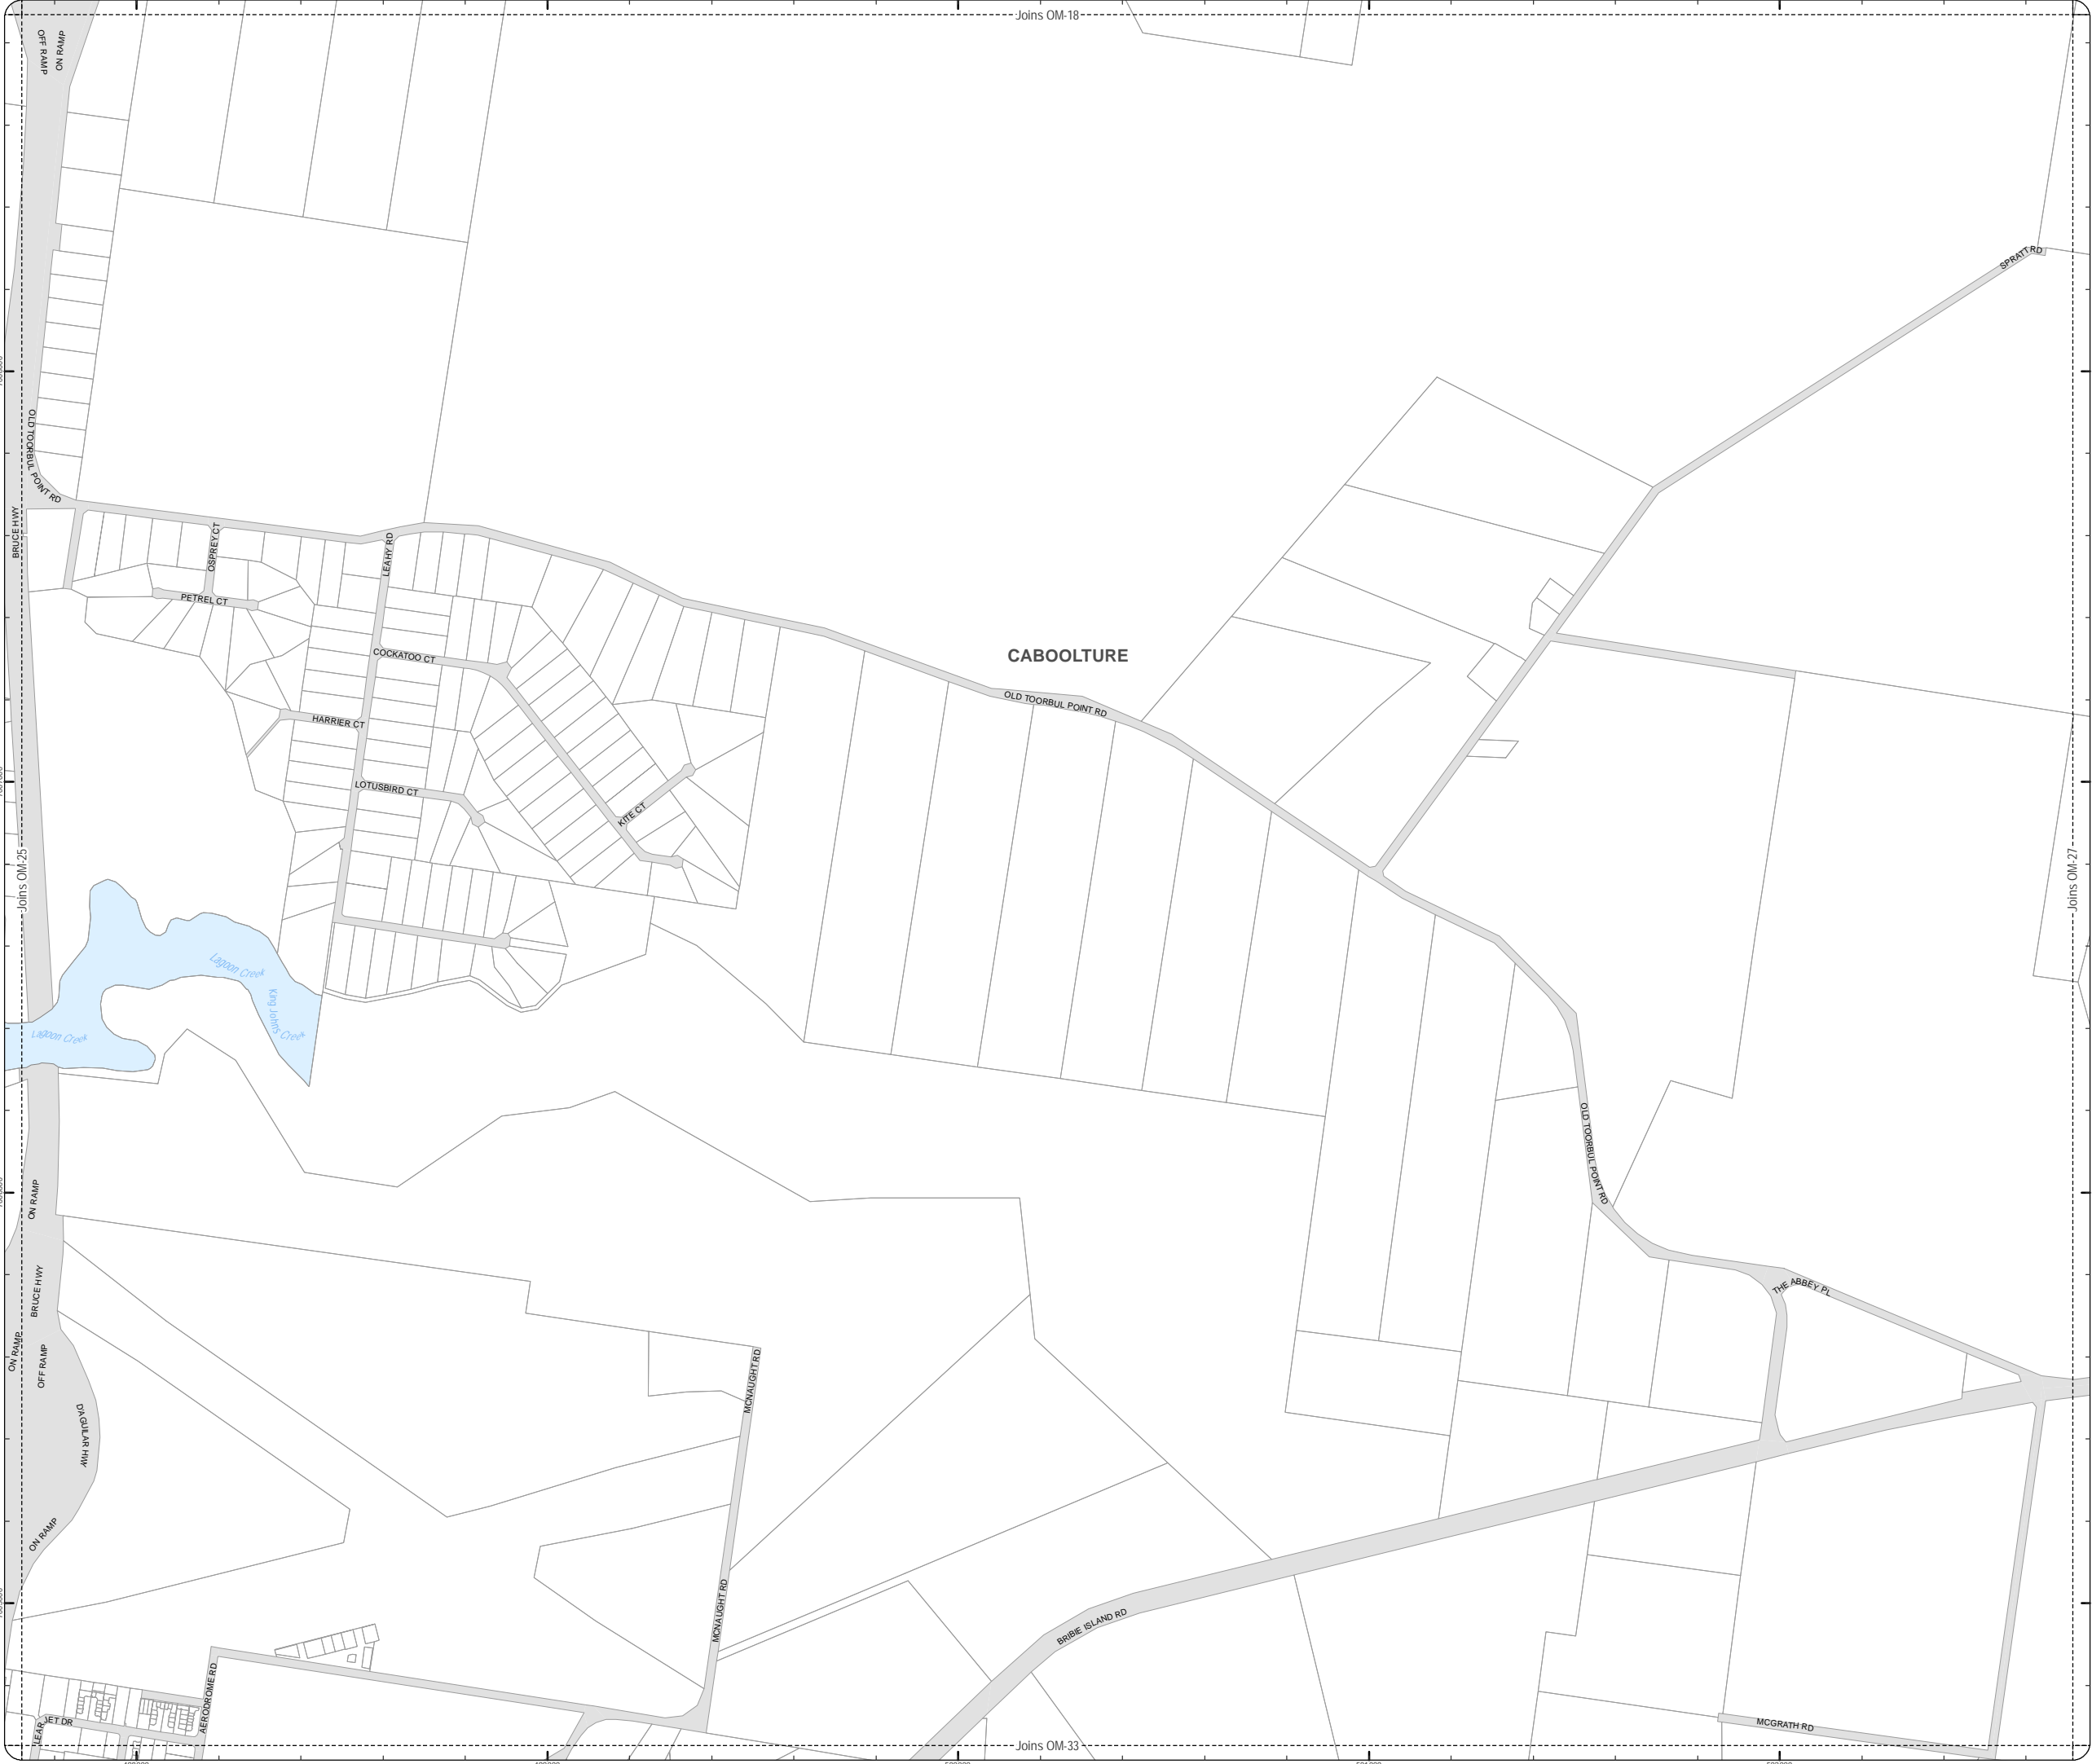 Joins OM-18
OFF RAMP
ON RAMP
SPRATT RD
OLD TOORBUL POINT RD
BRUCE HWY
OSPREY CT
LEAHY RD
PETREL CT
COCKATOO CT
CABOOLTURE
OLD TOORBUL POINT RD
HARRIER CT
LOTUSBIRD CT
KITE CT
Joins OM-25
Joins OM-27
Lagoon Creek
King Johns Creek
Lagoon Creek
OLD TOORBUL POINT RD
ON RAMP
BRUCE HWY
THE ABBEY PL
ON RAMP
OFF RAMP
MCNAUGHT RD
D'AGUILAR HWY
ON RAMP
MCNAUGHT RD
BRIBIE ISLAND RD
AERODROME RD
LEAR JET DR
MCGRATH RD
Joins OM-33